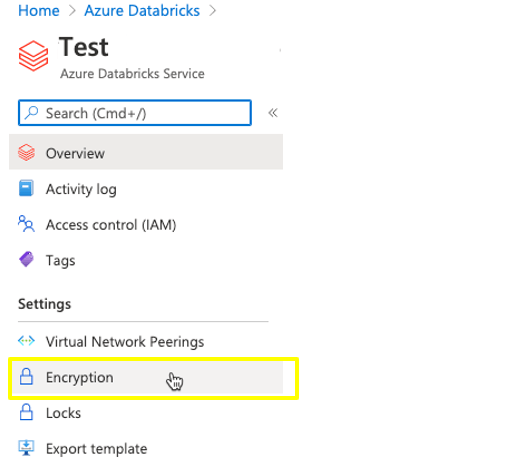 Home > Azure Databricks >
Test
Azure Databricks Service
Search (Cmd+/) «
Overview
Activity log
Access control (IAM)
Tags
Settings
Virtual Network Peerings
Encryption
Locks
Export template